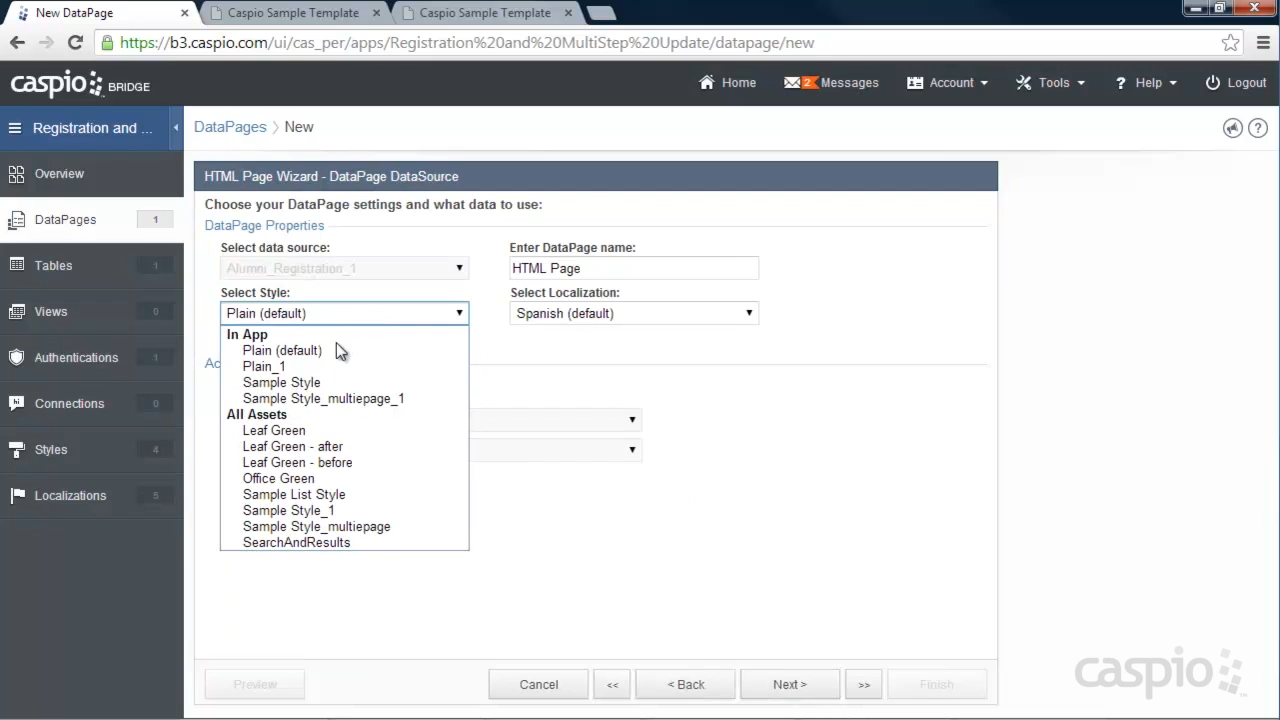 New DataPage
Caspio Sample Template
Caspio Sample Template
https://b3.caspio.com/ui/cas_per/apps/Registration%20and%20MultiStep%20Update/datapage/new
caspio BRIDGE
Home
2 Messages
Account
Tools
? Help
Logout
Registration and ...
DataPages > New
?
Overview
DataPages 1
Tables 1
Views 0
Authentications 1
hi Connections 0
Styles 4
Localizations 5
HTML Page Wizard - DataPage DataSource
Choose your DataPage settings and what data to use:
DataPage Properties
Select data source:
Alumni_Registration_1
Enter DataPage name:
HTML Page
Select Style:
Plain (default)
Select Localization:
Spanish (default)
In App
Plain (default)
Plain_1
Sample Style
Sample Style_multiepage_1
All Assets
Leaf Green
Leaf Green - after
Leaf Green - before
Office Green
Sample List Style
Sample Style_1
Sample Style_multiepage
SearchAndResults
Ac
Preview
Cancel
<<
< Back
Next >
>>
Finish
caspio